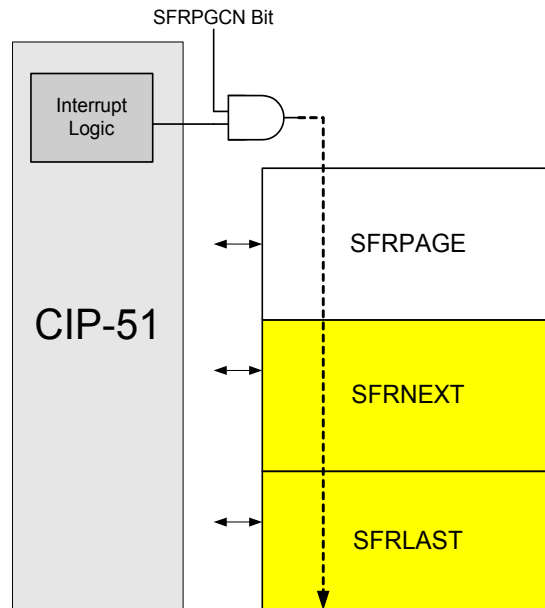 SFRPGCN Bit
Interrupt
Logic
SFRPAGE
CIP-51
SFRNEXT
SFRLAST